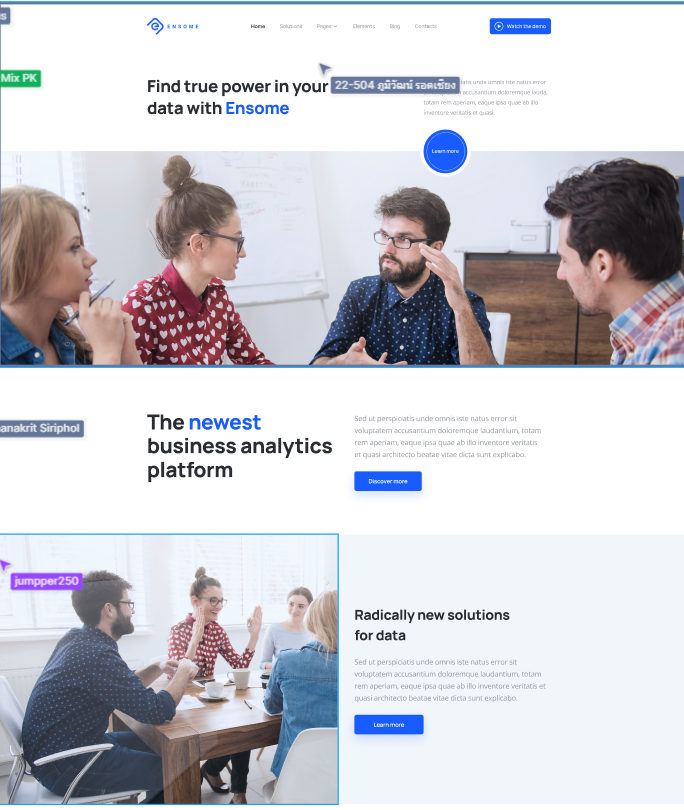 ENSOME
Home
Solutions
Pages
Elements
Blog
Contacts
Watch the demo
Mix PK
Find true power in your
data with Ensome
22-504 ภูมิวัฒน์ รอดเชียง
iatis unde omnis iste natus error
accusantium doloremque lauda,
totam rem aperiam, eaque ipsa quae ab illo
inventore veritatis et quasi.
Learn more
anakrit Siriphol
The newest
business analytics
platform
Sed ut perspiciatis unde omnis iste natus error sit
voluptatem accusantium doloremque laudantium, totam
rem aperiam, eaque ipsa quae ab illo inventore veritatis
et quasi architecto beatae vitae dicta sunt explicabo.
Discover more
jumpper250
Radically new solutions
for data
Sed ut perspiciatis unde omnis iste natus error sit
voluptatem accusantium doloremque laudantium, totam
rem aperiam, eaque ipsa quae ab illo inventore veritatis et
quasi architecto beatae vitae dicta sunt explicabo.
Learn more